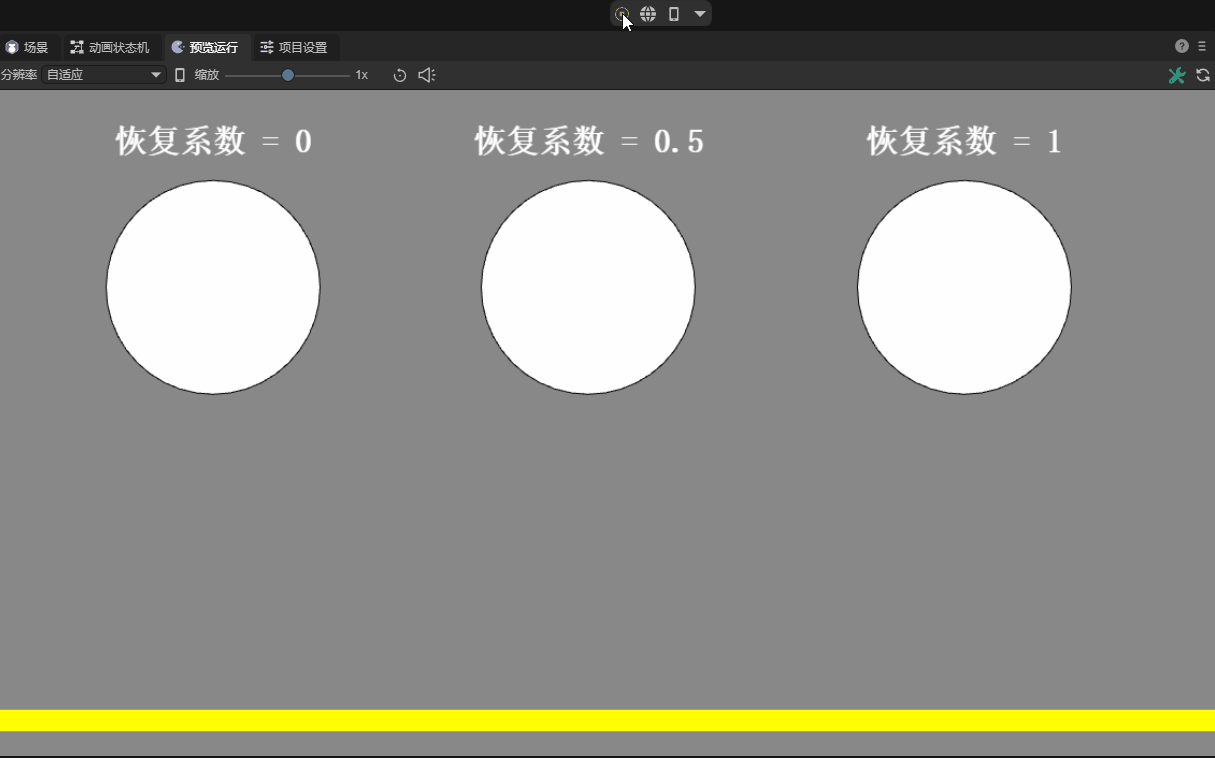 场景 动画状态机 预览运行 项目设置
分辨率 自适应 缩放 1x
恢复系数 = 0 恢复系数 = 0.5 恢复系数 = 1